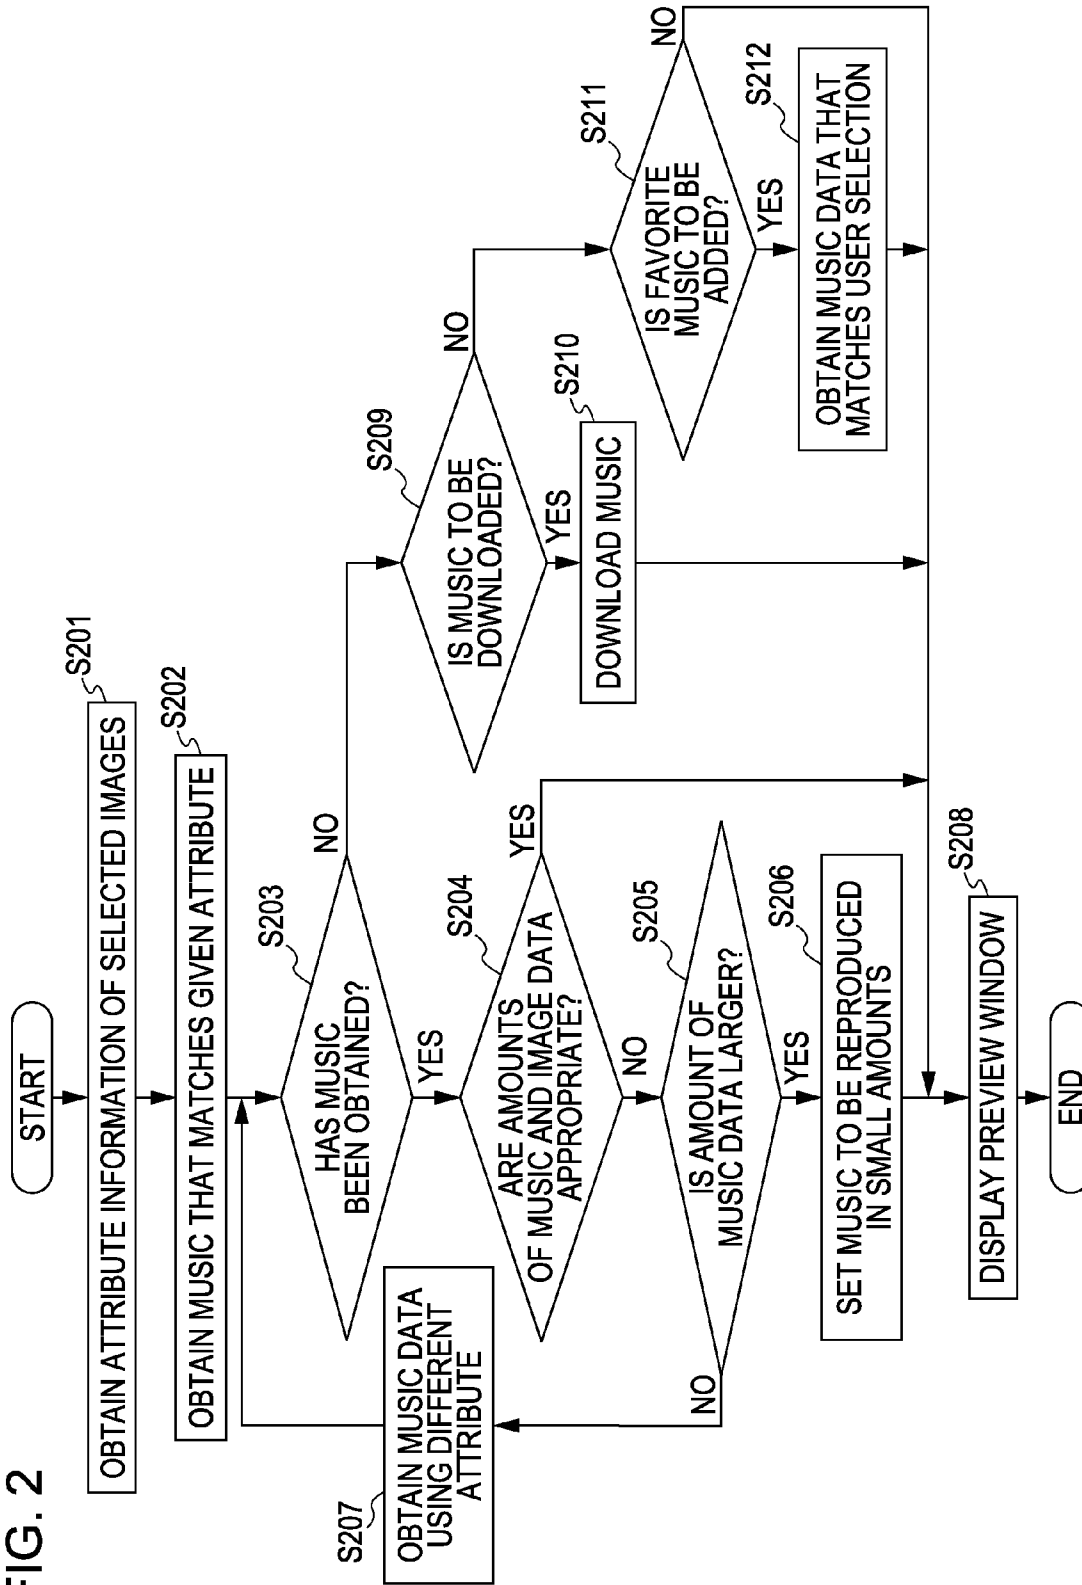 FIG. 2
START
OBTAIN ATTRIBUTE INFORMATION OF SELECTED IMAGES
S201
OBTAIN MUSIC THAT MATCHES GIVEN ATTRIBUTE
S202
HAS MUSIC
BEEN OBTAINED?
S203
NO
YES
ARE AMOUNTS
OF MUSIC AND IMAGE DATA
APPROPRIATE?
S204
YES
NO
IS AMOUNT OF
MUSIC DATA LARGER?
S205
NO
YES
SET MUSIC TO BE REPRODUCED
IN SMALL AMOUNTS
S206
S207
OBTAIN MUSIC DATA
USING DIFFERENT
ATTRIBUTE
DISPLAY PREVIEW WINDOW
S208
END
IS MUSIC TO BE
DOWNLOADED?
S209
NO
YES
DOWNLOAD MUSIC
S210
IS FAVORITE
MUSIC TO BE
ADDED?
S211
NO
YES
OBTAIN MUSIC DATA THAT
MATCHES USER SELECTION
S212